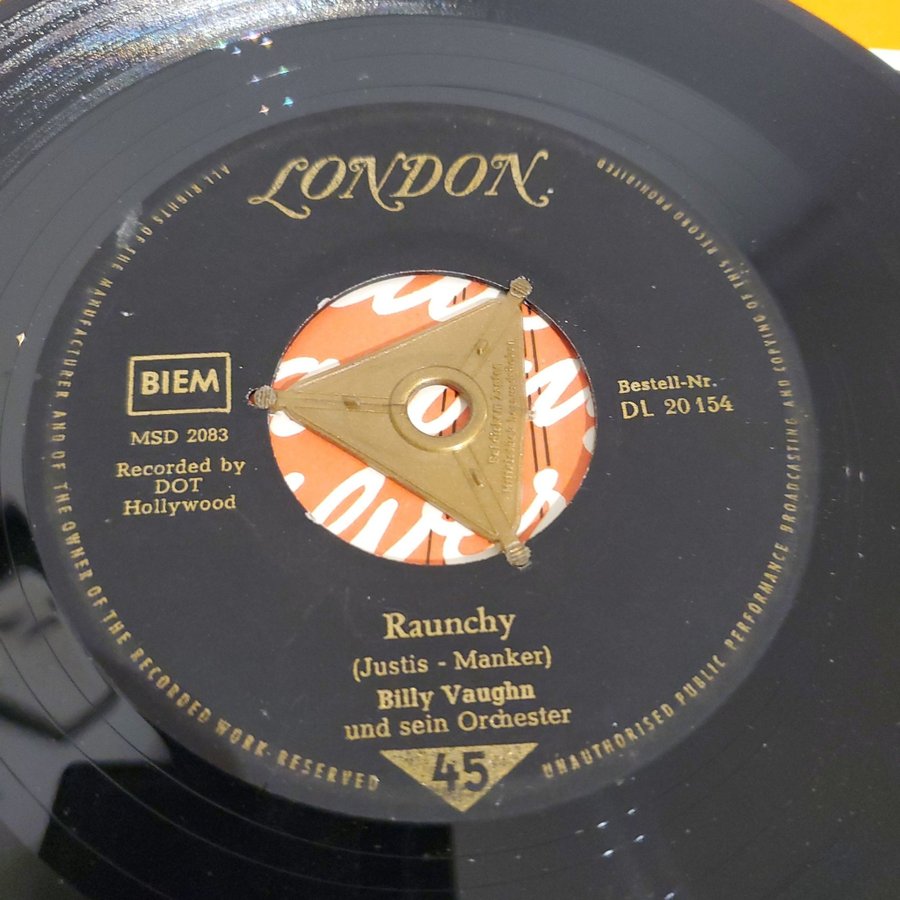 LONDON
ALL RIGHTS OF THE MANUFACTURER AND OF THE OWNER OF THE RECORDED WORK RESERVED
UNAUTHORISED PUBLIC PERFORMANCE BROADCASTING AND COPYING OF THIS RECORD PROHIBITED
BIEM
MSD 2083
Recorded by
DOT
Hollywood
Bestell-Nr.
DL 20 154
Raunchy
(Justis - Manker)
Billy Vaughn
und sein Orchester
45